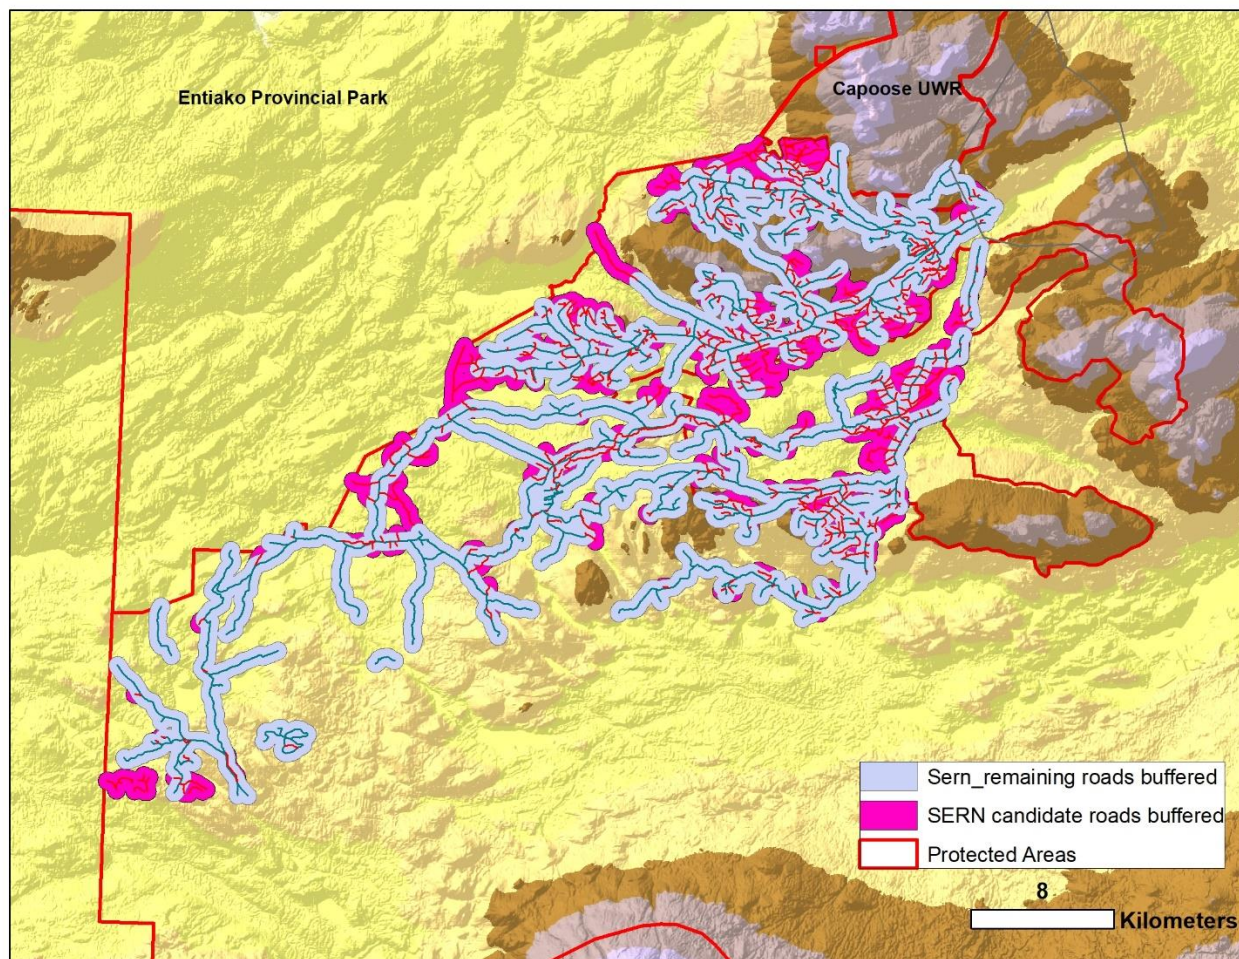 Entiako Provincial Park
Capoose UWR
Sern_remaining roads buffered
SERN candidate roads buffered
Protected Areas
8
Kilometers